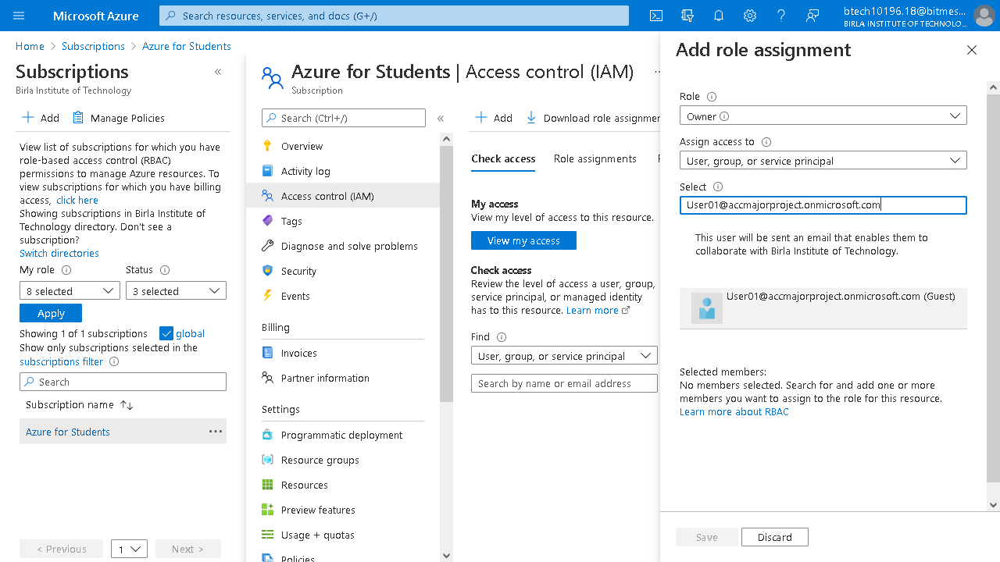 Microsoft Azure
Search resources, services, and docs (G+/)
btech10196.18@bitmes...
BIRLA INSTITUTE OF TECHNOLO...
Home > Subscriptions > Azure for Students
Subscriptions
Birla Institute of Technology
Add
Manage Policies
View list of subscriptions for which you have
role-based access control (RBAC)
permissions to manage Azure resources. To
view subscriptions for which you have billing
access, click here
Showing subscriptions in Birla Institute of
Technology directory. Don't see a
subscription?
Switch directories
My role
Status
8 selected
3 selected
Apply
Showing 1 of 1 subscriptions
global
Show only subscriptions selected in the
subscriptions filter
Search
Subscription name
Azure for Students
< Previous
1
Next >
Azure for Students | Access control (IAM)
Subscription
Search (Ctrl+/)
Overview
Activity log
Access control (IAM)
Tags
Diagnose and solve problems
Security
Events
Billing
Invoices
Partner information
Settings
Programmatic deployment
Resource groups
Resources
Preview features
Usage + quotas
Policies
Add
Download role assignmen
Check access
Role assignments
My access
View my level of access to this resource.
View my access
Check access
Review the level of access a user, group,
service principal, or managed identity
has to this resource. Learn more
Find
User, group, or service principal
Search by name or email address
Add role assignment
Role
Owner
Assign access to
User, group, or service principal
Select
User01@accmajorproject.onmicrosoft.com
This user will be sent an email that enables them to
collaborate with Birla Institute of Technology.
User01@accmajorproject.onmicrosoft.com (Guest)
Selected members:
No members selected. Search for and add one or more
members you want to assign to the role for this resource.
Learn more about RBAC
Save
Discard